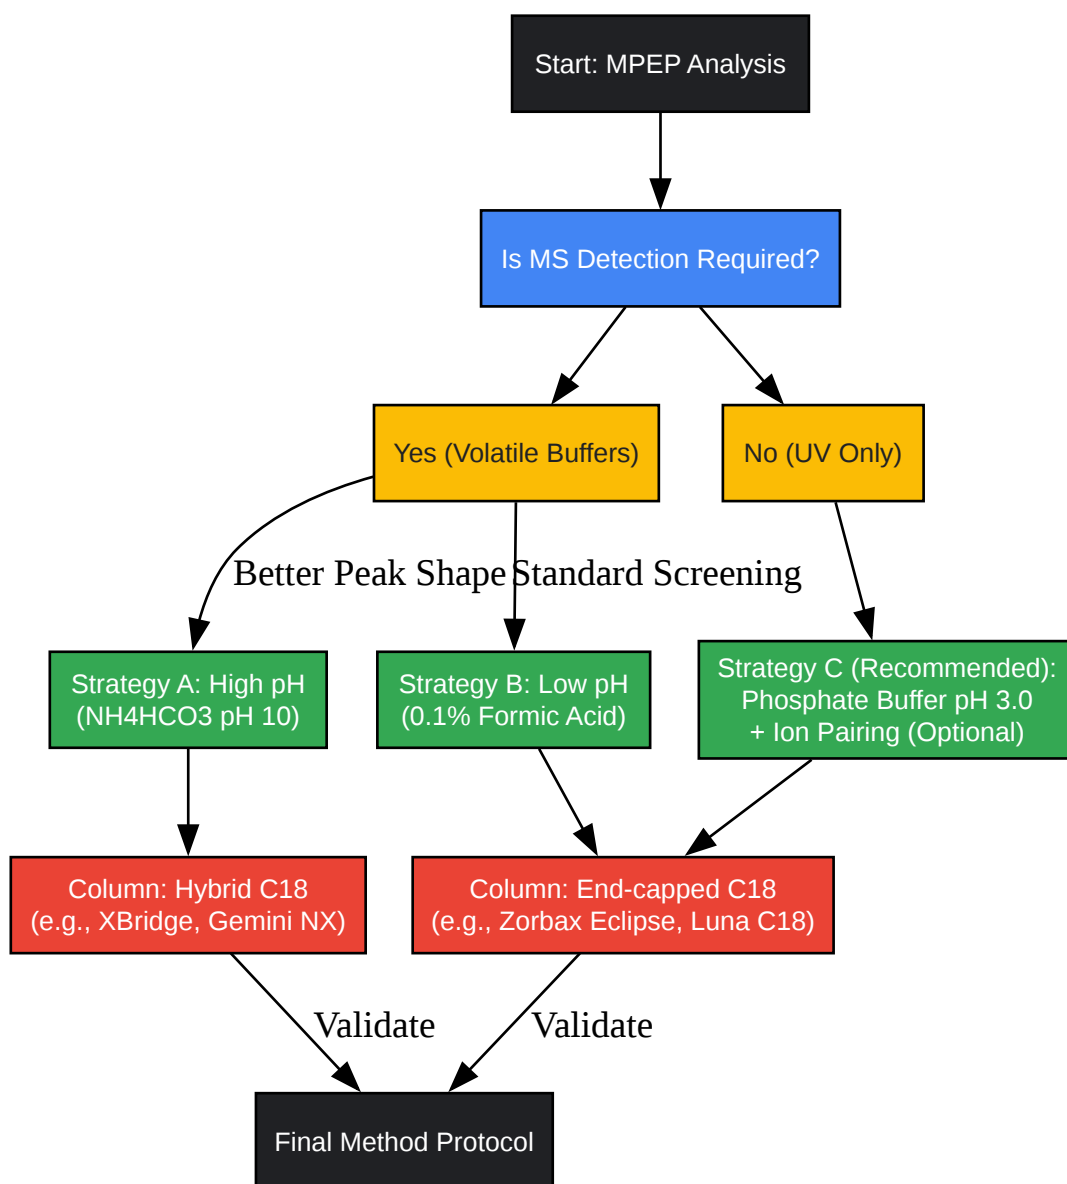 Start: MPEP Analysis
Is MS Detection Required?
Yes (Volatile Buffers)
No (UV Only)
Better Peak Shape
Standard Screening
Strategy A: High pH
(NH4HCO3 pH 10)
Strategy B: Low pH
(0.1% Formic Acid)
Strategy C (Recommended):
Phosphate Buffer pH 3.0
+ Ion Pairing (Optional)
Column: Hybrid C18
(e.g., XBridge, Gemini NX)
Column: End-capped C18
(e.g., Zorbax Eclipse, Luna C18)
Validate
Validate
Final Method Protocol